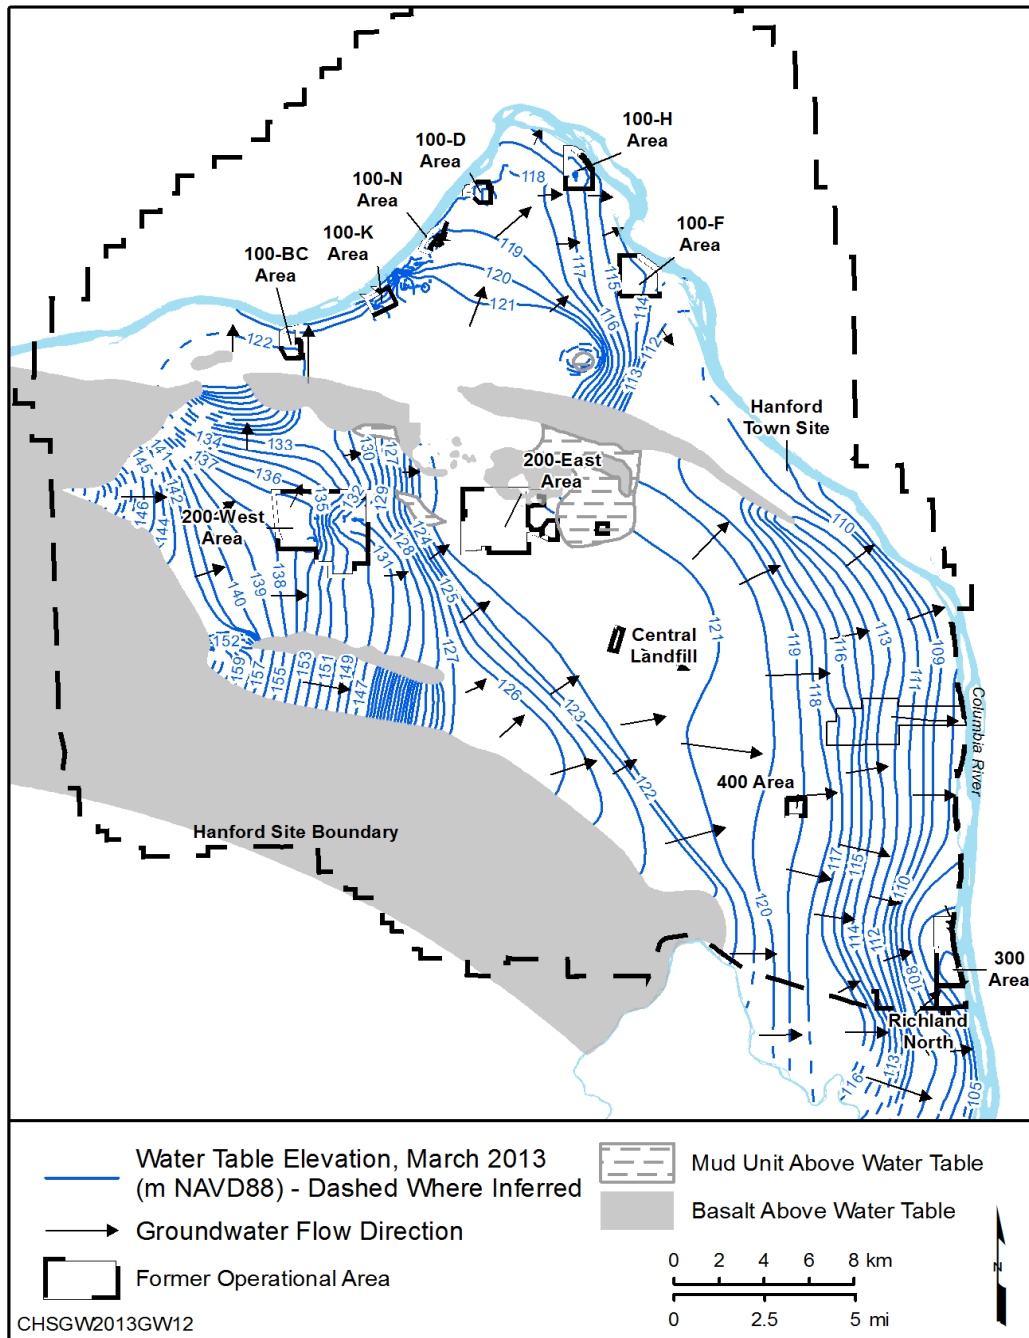 100-H
Area
100-D
Area
118
100-N
Area
100-F
Area
100-K
Area
119
117
115
100-BC
Area
120
114
121
116
122
112
113
Hanford
Town Site
134
133
130
127
145
147
137
136
132
129
200-East
Area
142
146
135
110
200-West
Area
144
124
128
131
138
139
140
125
121
119
116
113
Central
Landfill
109
152
127
159
157
155
153
151
149
147
126
123
118
111
Columbia River
122
400 Area
Hanford Site Boundary
117
115
110
120
114
112
108
300
Area
Richland
North
113
116
105
Water Table Elevation, March 2013
(m NAVD88) - Dashed Where Inferred
Groundwater Flow Direction
Former Operational Area
Mud Unit Above Water Table
Basalt Above Water Table
0 2 4 6 8 km
0 2.5 5 mi
N
CHSGW2013GW12